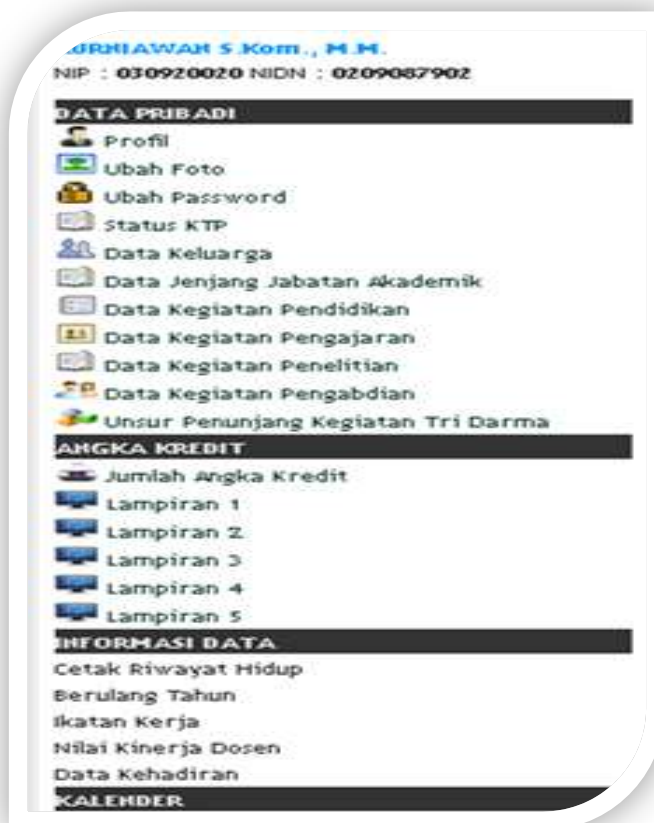 KURNIAWAN S.Kom., M.M.
NIP : 030920020 NIDN : 0209087902
DATA PRIBADI
Profil
Ubah Foto
Ubah Password
Status KTP
Data Keluarga
Data Jenjang Jabatan Akademik
Data Kegiatan Pendidikan
Data Kegiatan Pengajaran
Data Kegiatan Penelitian
Data Kegiatan Pengabdian
Unsur Penunjang Kegiatan Tri Darma
ANGKA KREDIT
Jumlah Angka Kredit
Lampiran 1
Lampiran 2
Lampiran 3
Lampiran 4
Lampiran 5
INFORMASI DATA
Cetak Riwayat Hidup
Berulang Tahun
Ikatan Kerja
Nilai Kinerja Dosen
Data Kehadiran
KALENDER